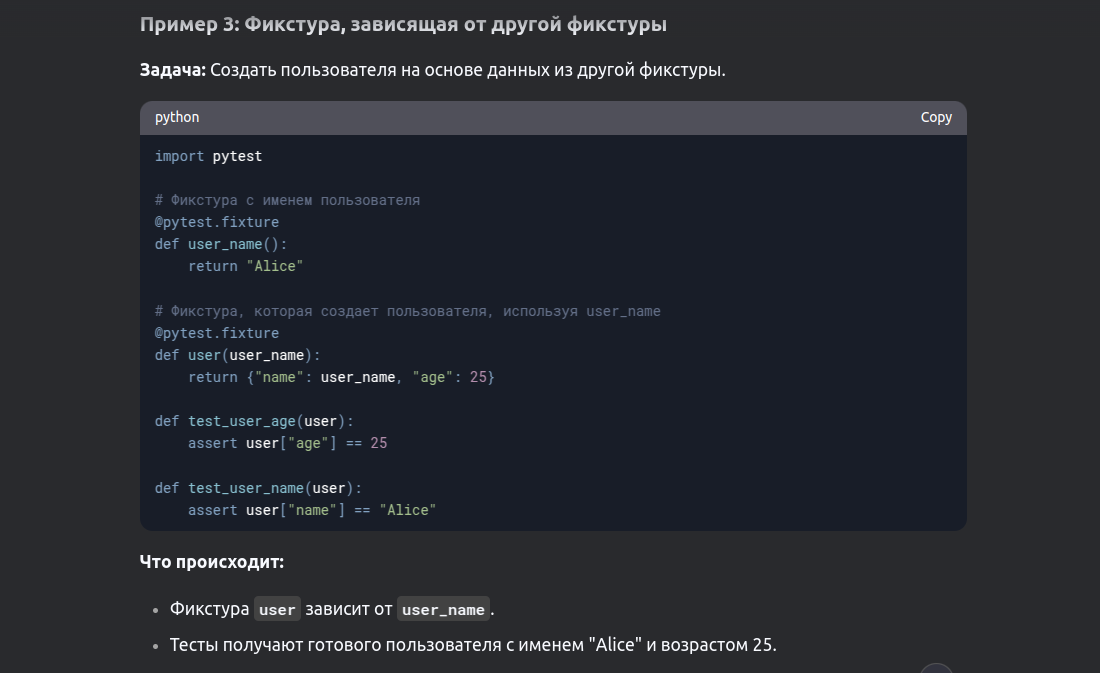 Пример 3: Фикстура, зависящая от другой фикстуры
Задача: Создать пользователя на основе данных из другой фикстуры.
python
Copy
import pytest
# Фикстура с именем пользователя
@pytest.fixture
def user_name():
    return "Alice"
# Фикстура, которая создает пользователя, используя user_name
@pytest.fixture
def user(user_name):
    return {"name": user_name, "age": 25}
def test_user_age(user):
    assert user["age"] == 25
def test_user_name(user):
    assert user["name"] == "Alice"
Что происходит:
• Фикстура user зависит от user_name.
• Тесты получают готового пользователя с именем "Alice" и возрастом 25.